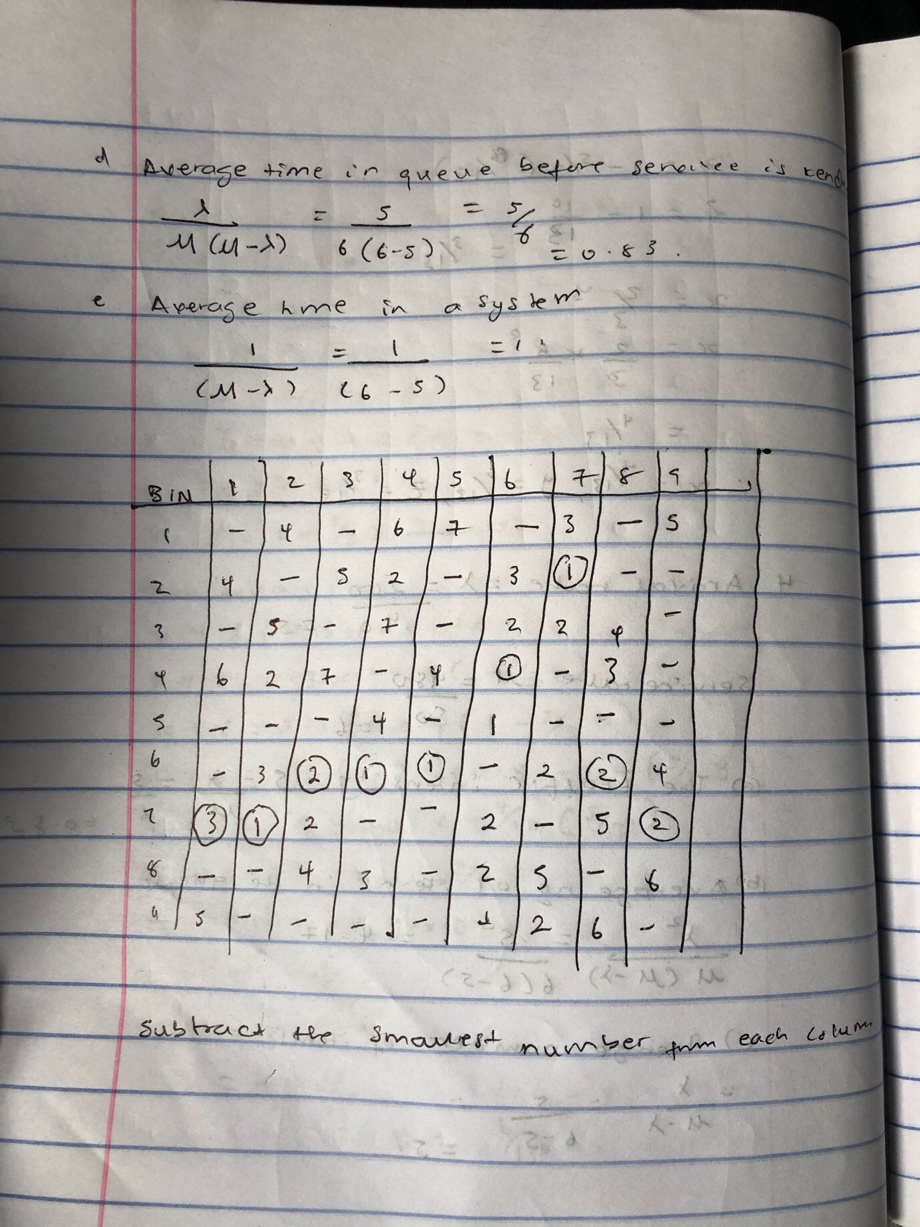 d Average time in queue before service is rend
λ/μ(μ-λ) = 5/6(6-5) = 5/6
= 0.83.
e Average time in a system
1/(μ-λ) = 1/(6-5) = 1.
BIN 1 2 3 4 5 6 7 8 9
1 - 4 - 6 7 - 3 - 5
2 4 - 5 2 - 3 1 - -
3 - 5 - 7 - 2 2 4 -
4 6 2 7 - 4 1 - 3 -
5 - - - 4 - 1 - - -
6 - 3 2 1 1 - 2 2 4
7 3 1 2 - - 2 - 5 2
8 - - 4 3 - 2 5 - 6
9 5 - - - - 2 6 -
Subtract the smallest number from each column